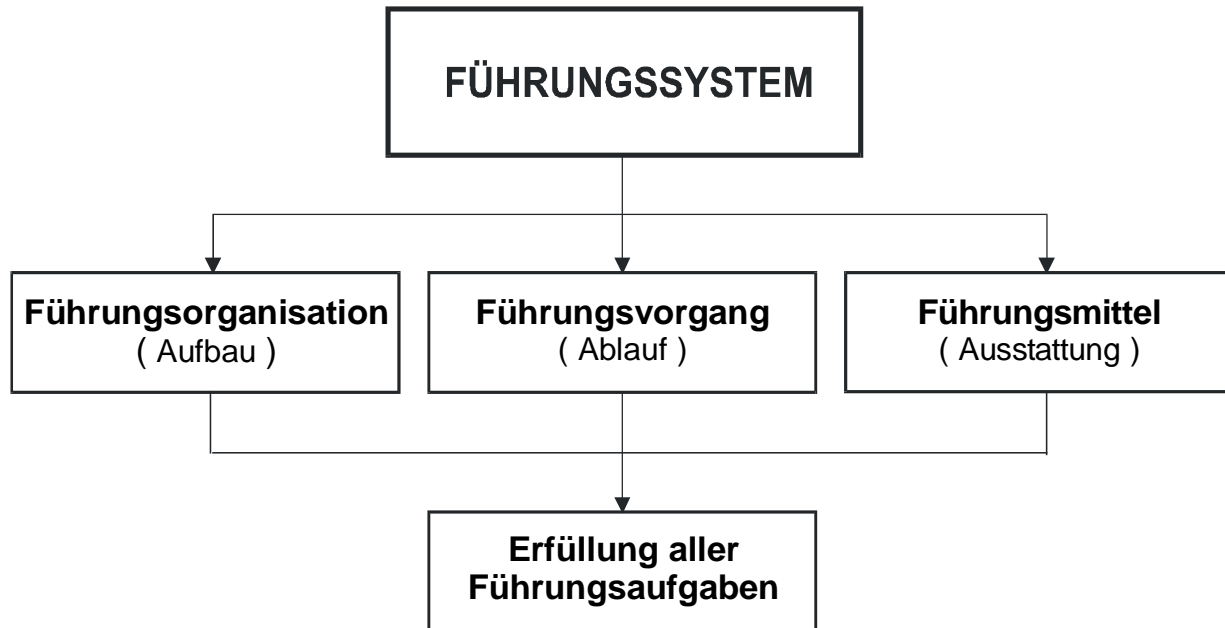 FÜHRUNGSSYSTEM
Führungsorganisation
( Aufbau )
Führungsvorgang
( Ablauf )
Führungsmittel
( Ausstattung )
Erfüllung aller
Führungsaufgaben